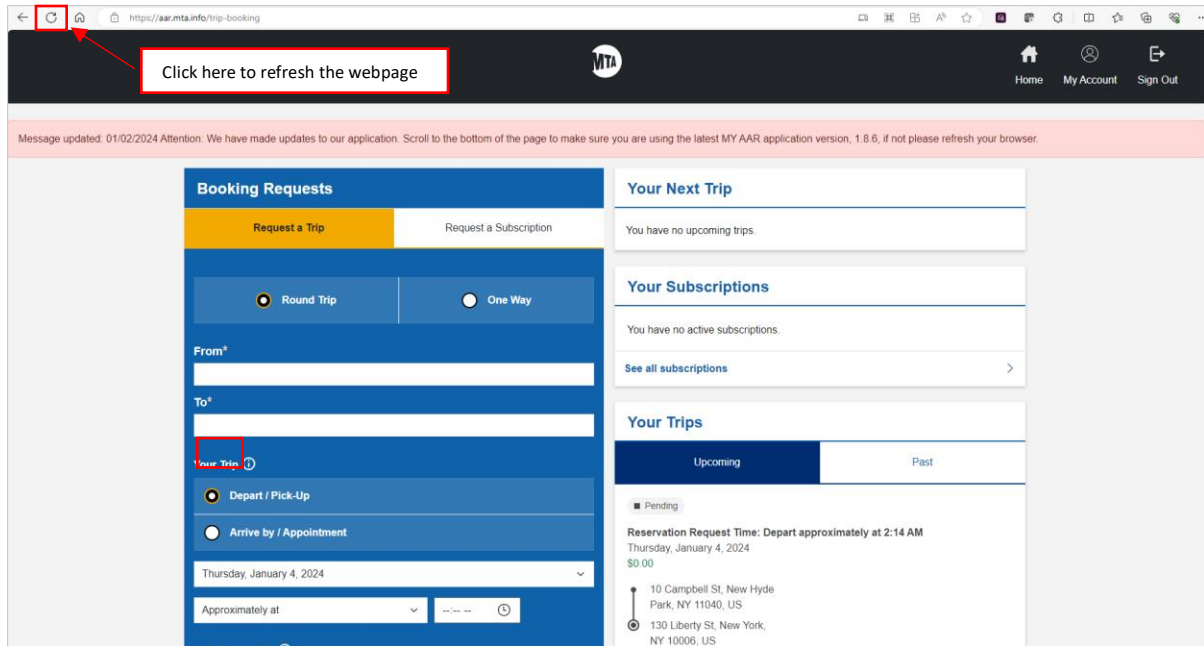 https://aar.mta.info/trip-booking
Click here to refresh the webpage
MTA
Home
My Account
Sign Out
Message updated: 01/02/2024 Attention: We have made updates to our application. Scroll to the bottom of the page to make sure you are using the latest MY AAR application version, 1.8.6, if not please refresh your browser.
Booking Requests
Request a Trip
Request a Subscription
Round Trip
One Way
From*
To*
Your Trip
Depart / Pick-Up
Arrive by / Appointment
Thursday, January 4, 2024
Approximately at
--:-- --
Your Next Trip
You have no upcoming trips.
Your Subscriptions
You have no active subscriptions.
See all subscriptions
Your Trips
Upcoming
Past
Pending
Reservation Request Time: Depart approximately at 2:14 AM
Thursday, January 4, 2024
$0.00
10 Campbell St, New Hyde
Park, NY 11040, US
130 Liberty St, New York,
NY 10006, US